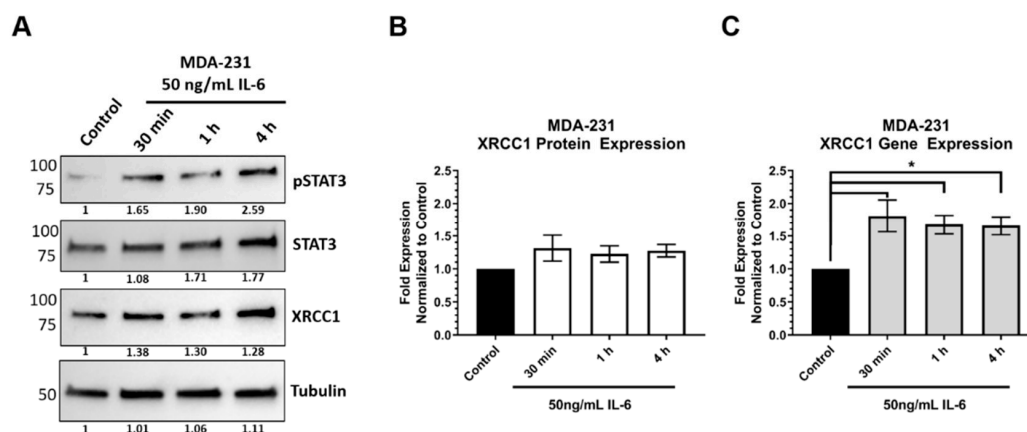 A
MDA-231
50 ng/mL IL-6
Control
30 min
1 h
4 h
100
75
pSTAT3
1 1.65 1.90 2.59
100
75
STAT3
1 1.08 1.71 1.77
100
75
XRCC1
1 1.38 1.30 1.28
50
Tubulin
1 1.01 1.06 1.11
B
MDA-231
XRCC1 Protein Expression
Fold Expression
Normalized to Control
2.5
2.0
1.5
1.0
0.5
0.0
Control
30 min
1 h
4 h
50ng/mL IL-6
C
MDA-231
XRCC1 Gene Expression
*
Fold Expression
Normalized to Control
2.5
2.0
1.5
1.0
0.5
0.0
Control
30 min
1 h
4 h
50ng/mL IL-6